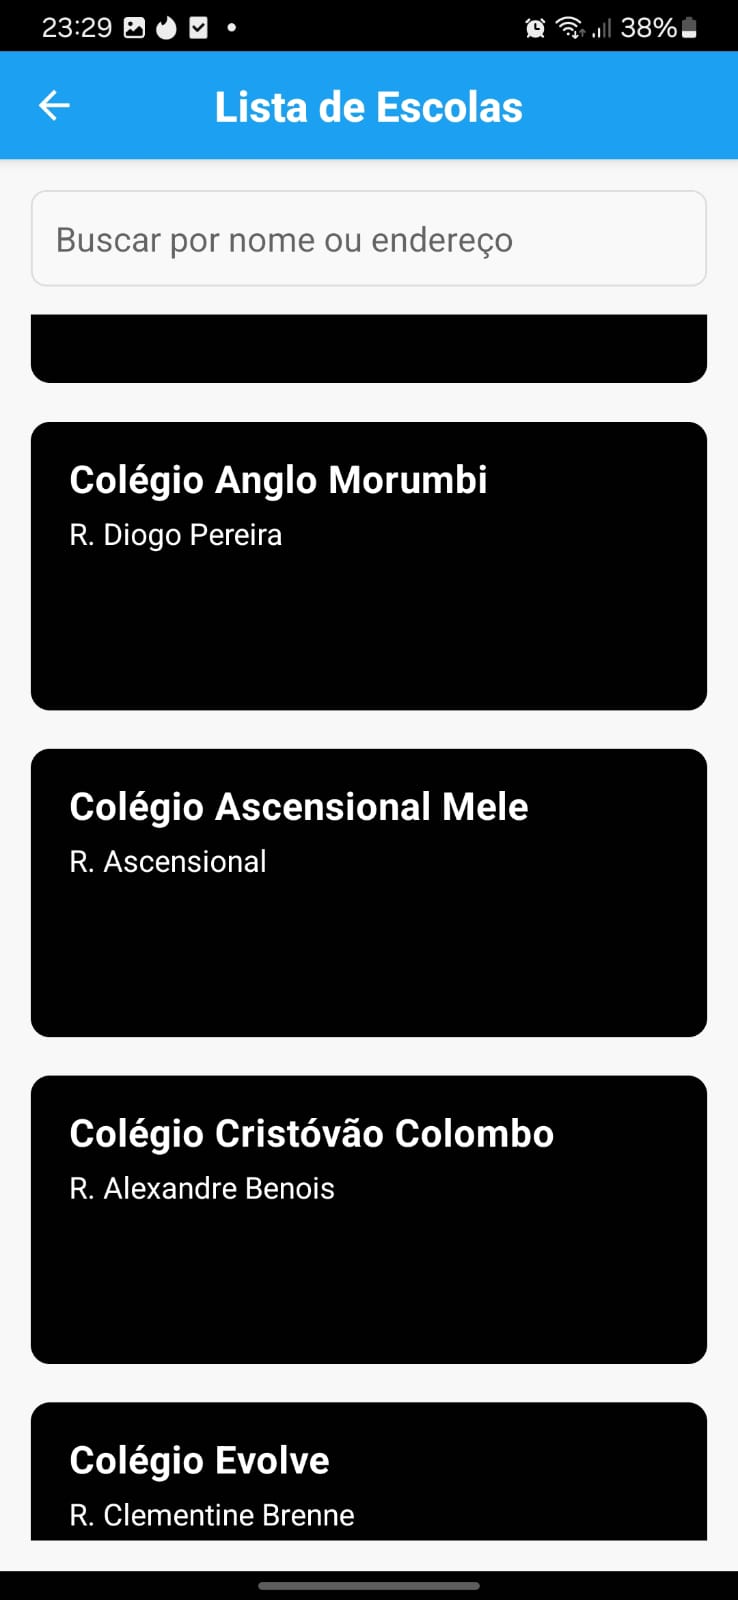 23:29
38%
Lista de Escolas
Buscar por nome ou endereço
Colégio Anglo Morumbi
R. Diogo Pereira
Colégio Ascensional Mele
R. Ascensional
Colégio Cristóvão Colombo
R. Alexandre Benois
Colégio Evolve
R. Clementine Brenne